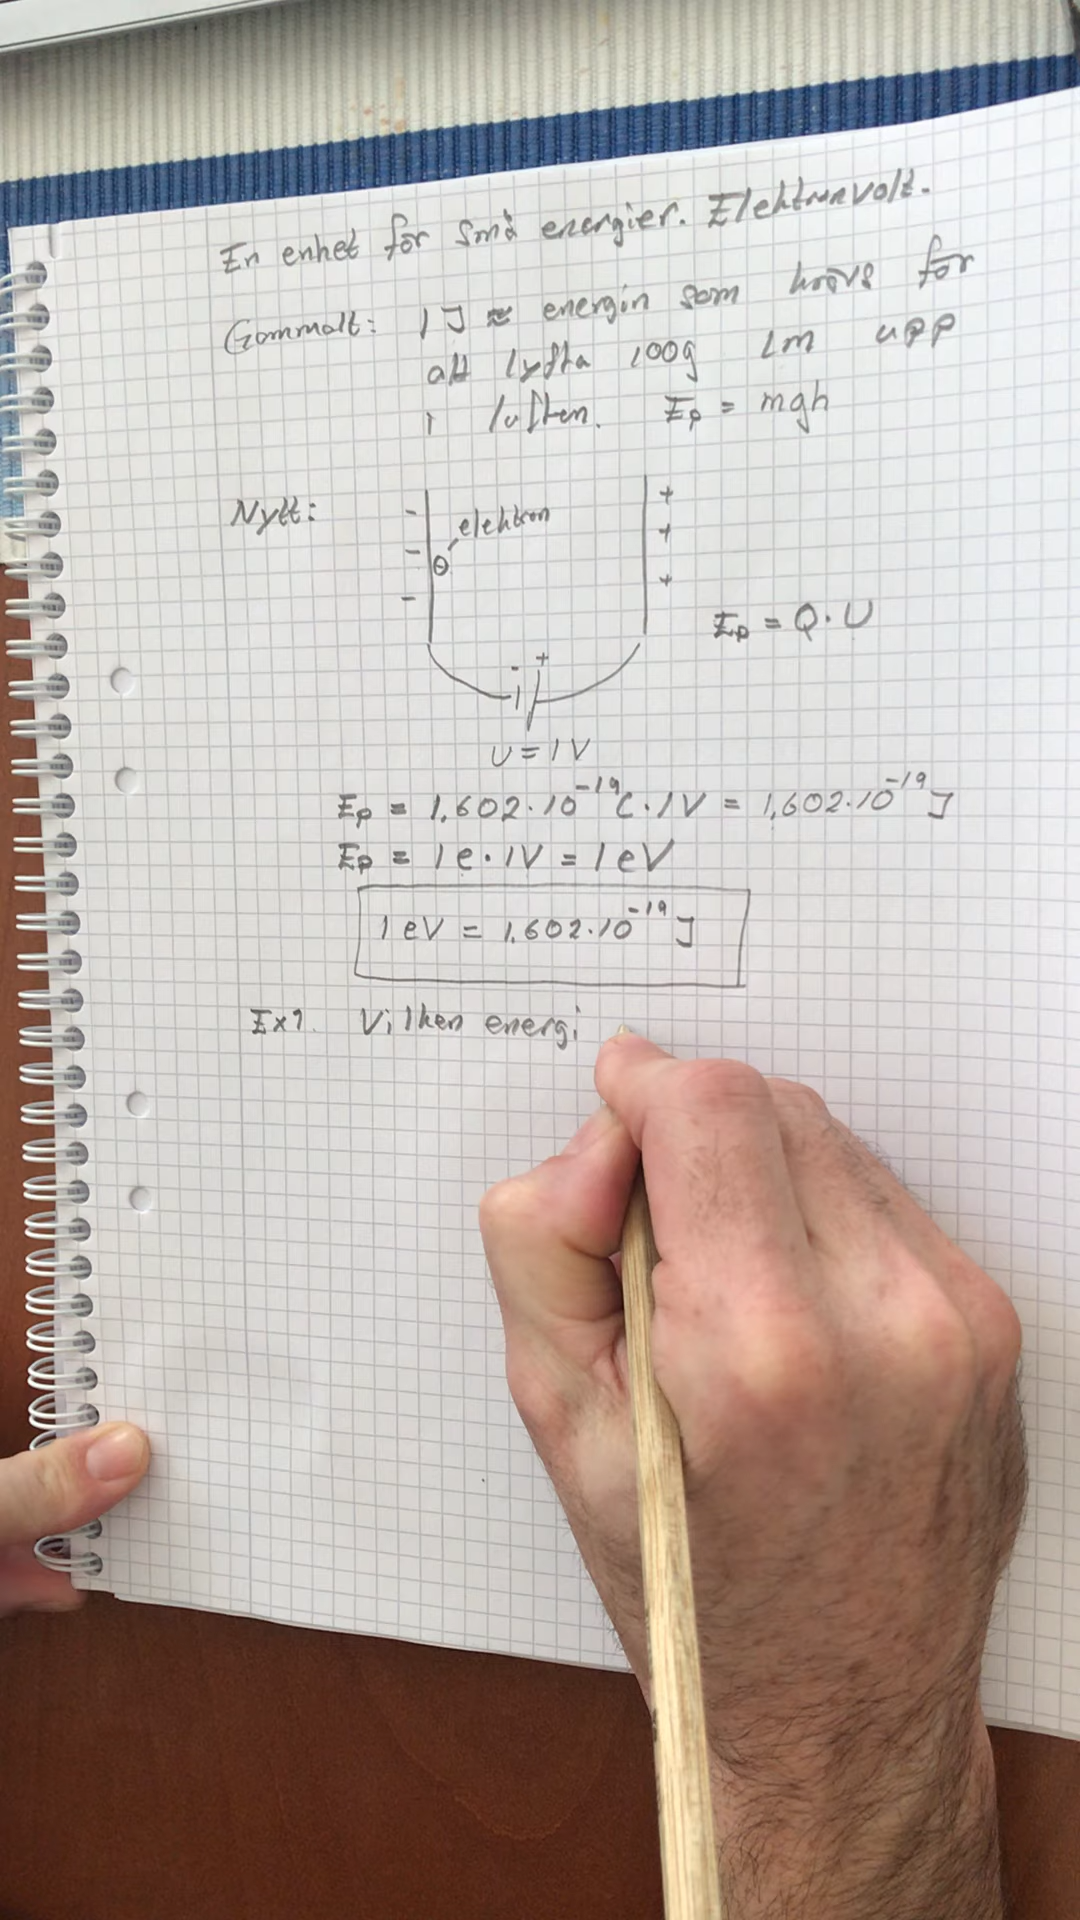 En enhet för små energier. Elektronvolt.
Gammalt: 1 J ≈ energin som krävs för
att lyfta 100g 1m upp
i luften. Ep = mgh
Nytt:
- elektron +
- ⊖ +
- +
Ep = Q·U
- +
U = 1V
Ep = 1,602·10⁻¹⁹C·1V = 1,602·10⁻¹⁹J
Ep = 1e·1V = 1eV
1 eV = 1,602·10⁻¹⁹ J
Ex1. Vilken energi